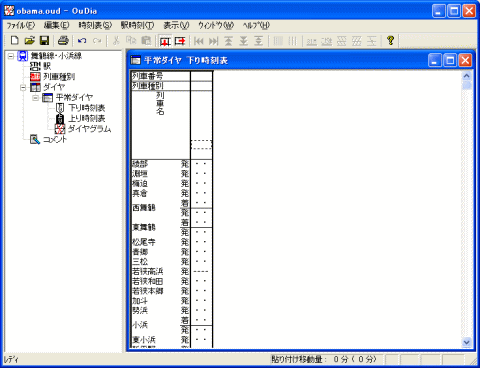 obama.oud - OuDia
ファイル(F) 編集(E) 時刻表(S) 駅時刻(T) 表示(V) ウィンドウ(W) ヘルプ(H)
舞鶴線・小浜線
駅
列車種別
ダイヤ
平常ダイヤ
下り時刻表
上り時刻表
ダイヤグラム
コメント
平常ダイヤ 下り時刻表
列車番号
列車種別
列
車
名
綾部 発 ‥
淵垣 発 ‥
梅迫 発 ‥
真倉 発 ‥
西舞鶴 着 ‥
発 ‥
東舞鶴 着 ‥
発 ‥
松尾寺 発 ‥
青郷 発 ‥
三松 発 ‥
若狭高浜 発 ----
若狭和田 発 ‥
若狭本郷 発 ‥
加斗 発 ‥
勢浜 発 ‥
小浜 着 ‥
発 ‥
東小浜 発 ‥
レディ
貼り付け移動量： 0分 ( 0分)